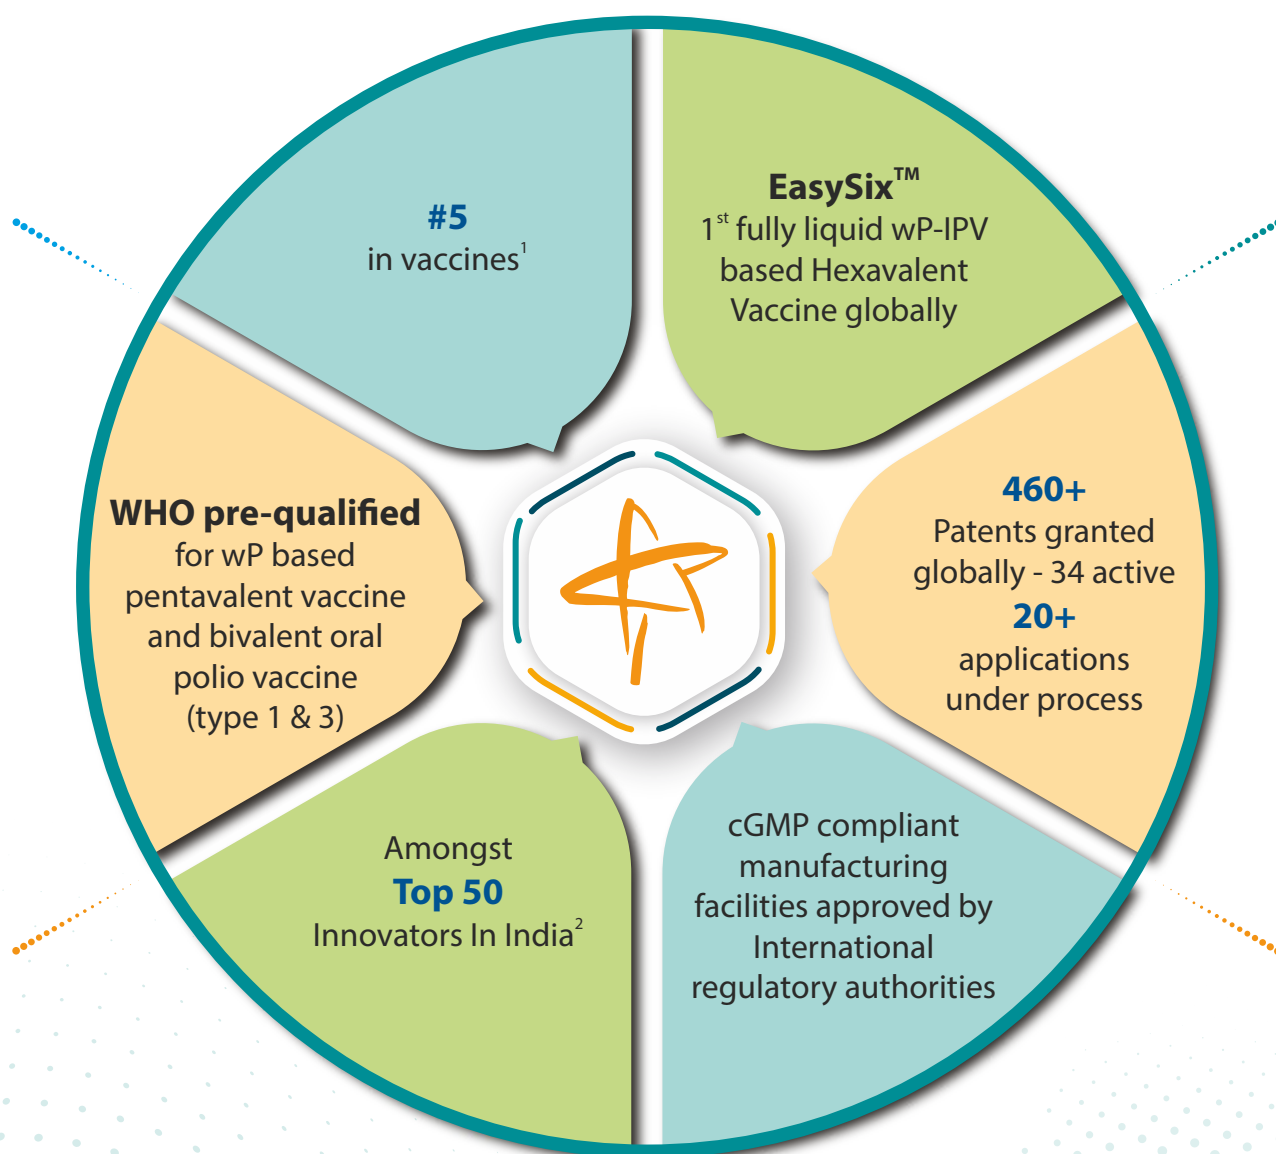 #5
in vaccines1
EasySix™
1st fully liquid wP-IPV
based Hexavalent
Vaccine globally
460+
Patents granted
globally - 34 active
20+
applications
under process
cGMP compliant
manufacturing
facilities approved by
International
regulatory authorities
Amongst
Top 50
Innovators In India2
WHO pre-qualified
for wP based
pentavalent vaccine
and bivalent oral
polio vaccine
(type 1 & 3)